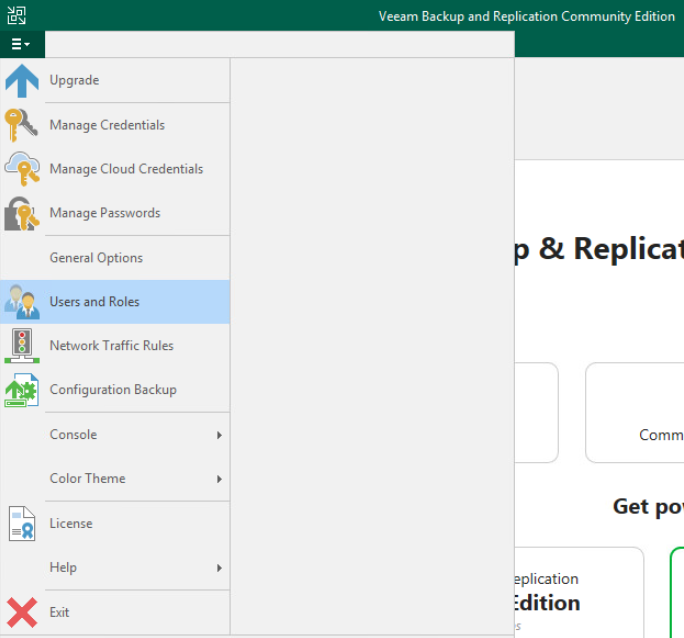 Veeam Backup and Replication Community Edition
Upgrade
Manage Credentials
Manage Cloud Credentials
Manage Passwords
General Options
Users and Roles
Network Traffic Rules
Configuration Backup
Console
Color Theme
License
Help
Exit
p & Replicat
Comm
Get pov
eplication
Edition